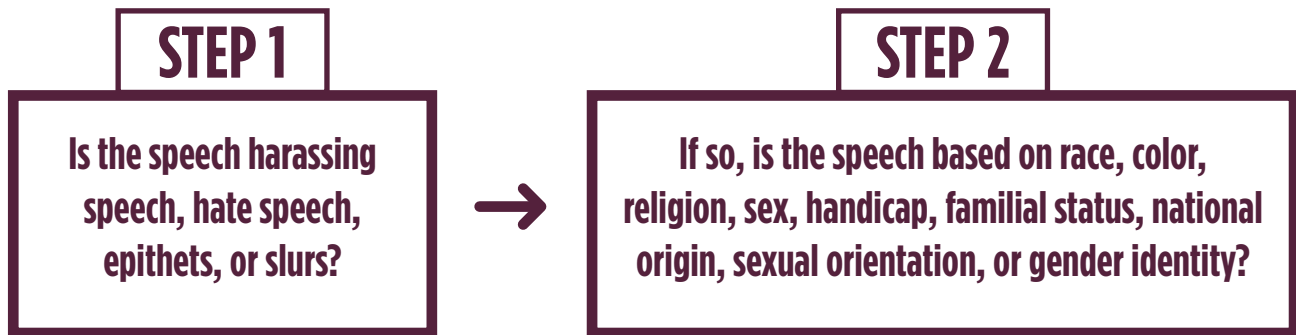 STEP 1
Is the speech harassing
speech, hate speech,
epithets, or slurs?
STEP 2
If so, is the speech based on race, color,
religion, sex, handicap, familial status, national
origin, sexual orientation, or gender identity?